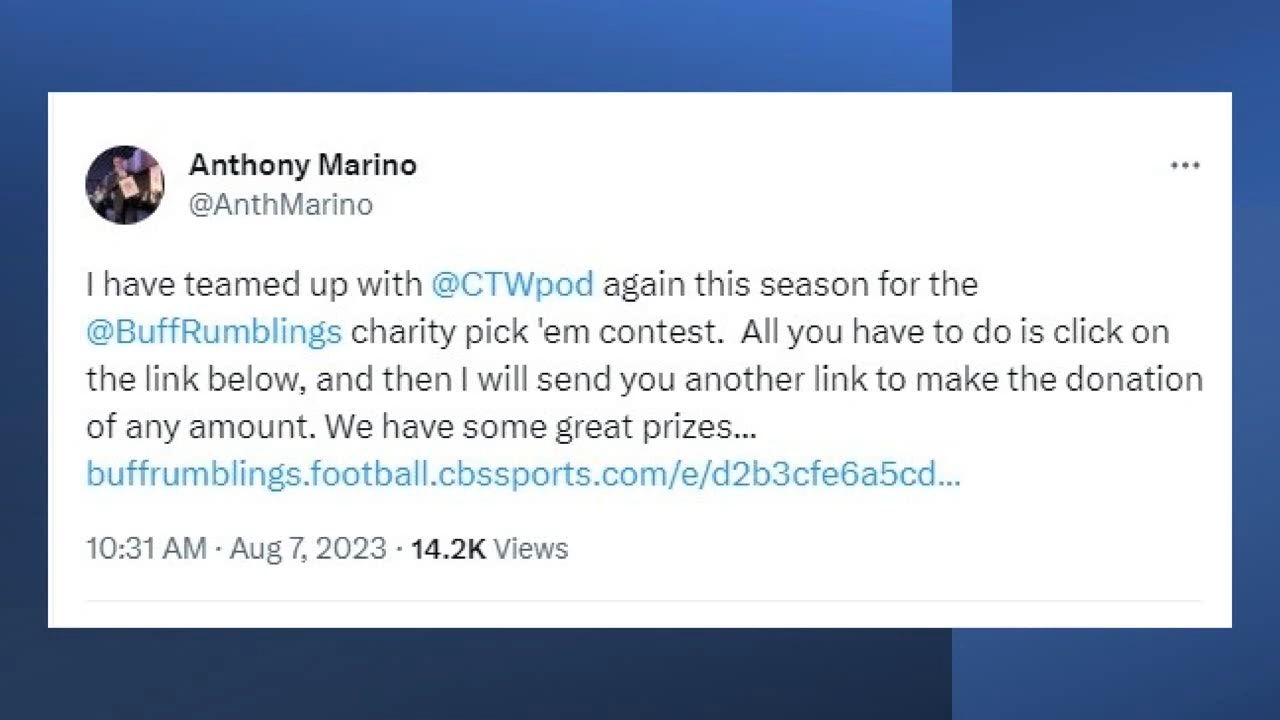 Anthony Marino
@AnthMarino
I have teamed up with @CTWpod again this season for the
@BuffRumblings charity pick 'em contest.  All you have to do is click on
the link below, and then I will send you another link to make the donation
of any amount. We have some great prizes...
buffrumblings.football.cbssports.com/e/d2b3cfe6a5cd...
10:31 AM · Aug 7, 2023 · 14.2K Views